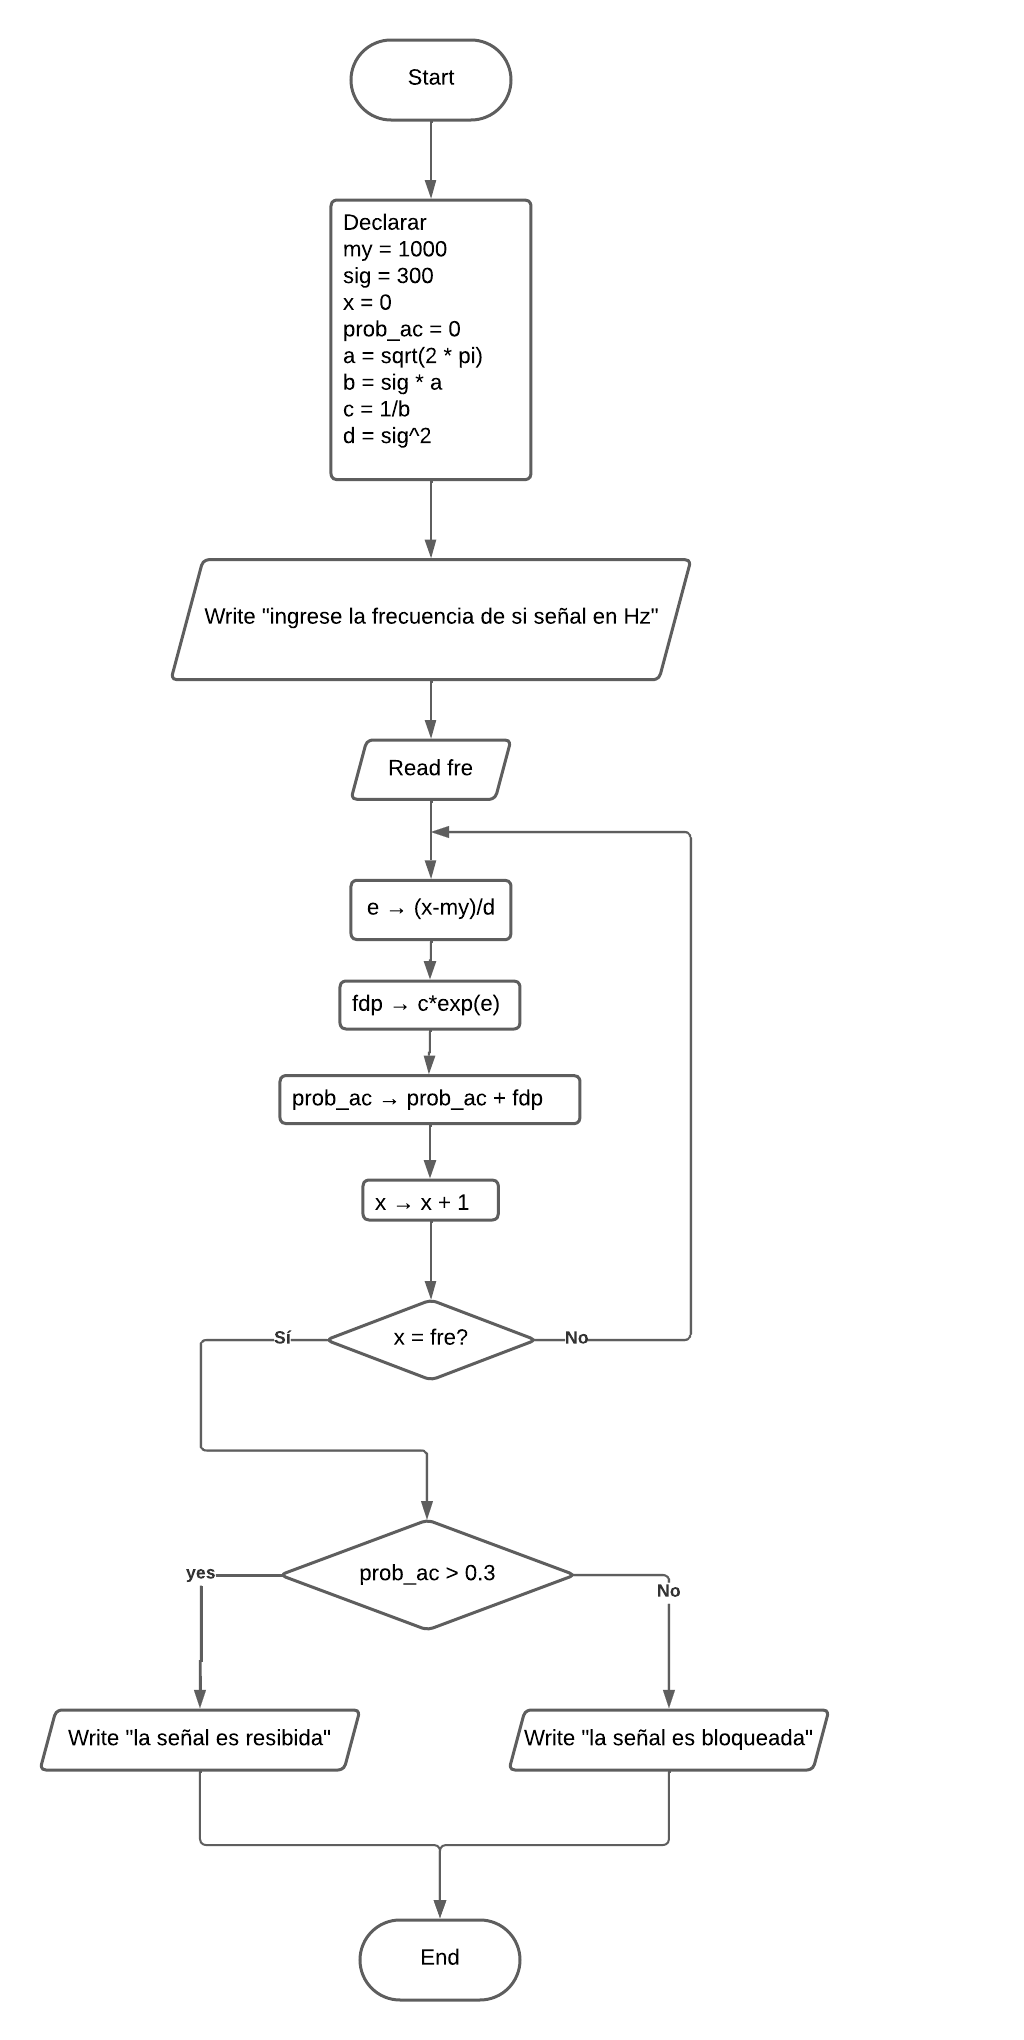 Start
Declarar
my = 1000
sig = 300
x = 0
prob_ac = 0
a = sqrt(2 * pi)
b = sig * a
c = 1/b
d = sig^2
Write "ingrese la frecuencia de si señal en Hz"
Read fre
e → (x-my)/d
fdp → c*exp(e)
prob_ac → prob_ac + fdp
x → x + 1
Sí
x = fre?
No
yes
prob_ac > 0.3
No
Write "la señal es resibida"
Write "la señal es bloqueada"
End